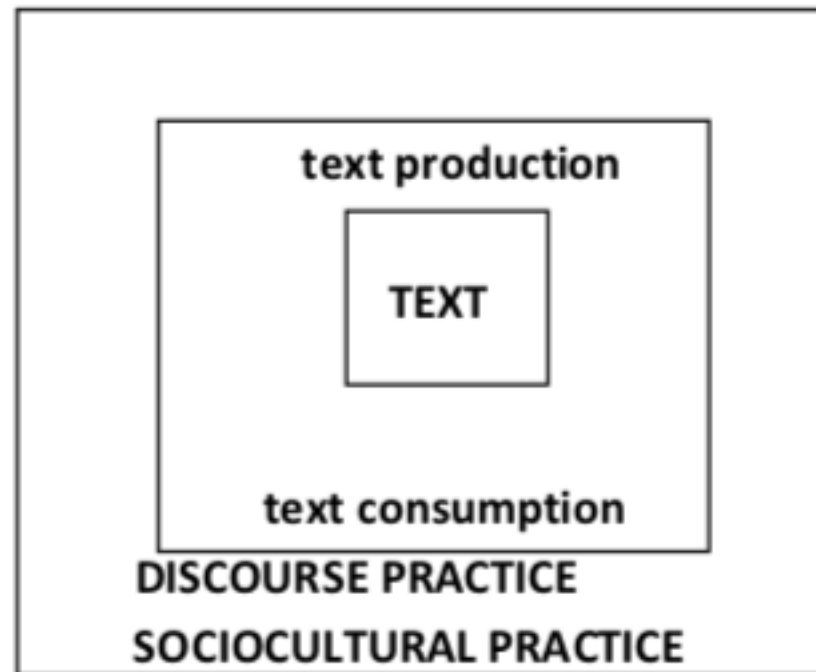 text production
TEXT
text consumption
DISCOURSE PRACTICE
SOCIOCULTURAL PRACTICE